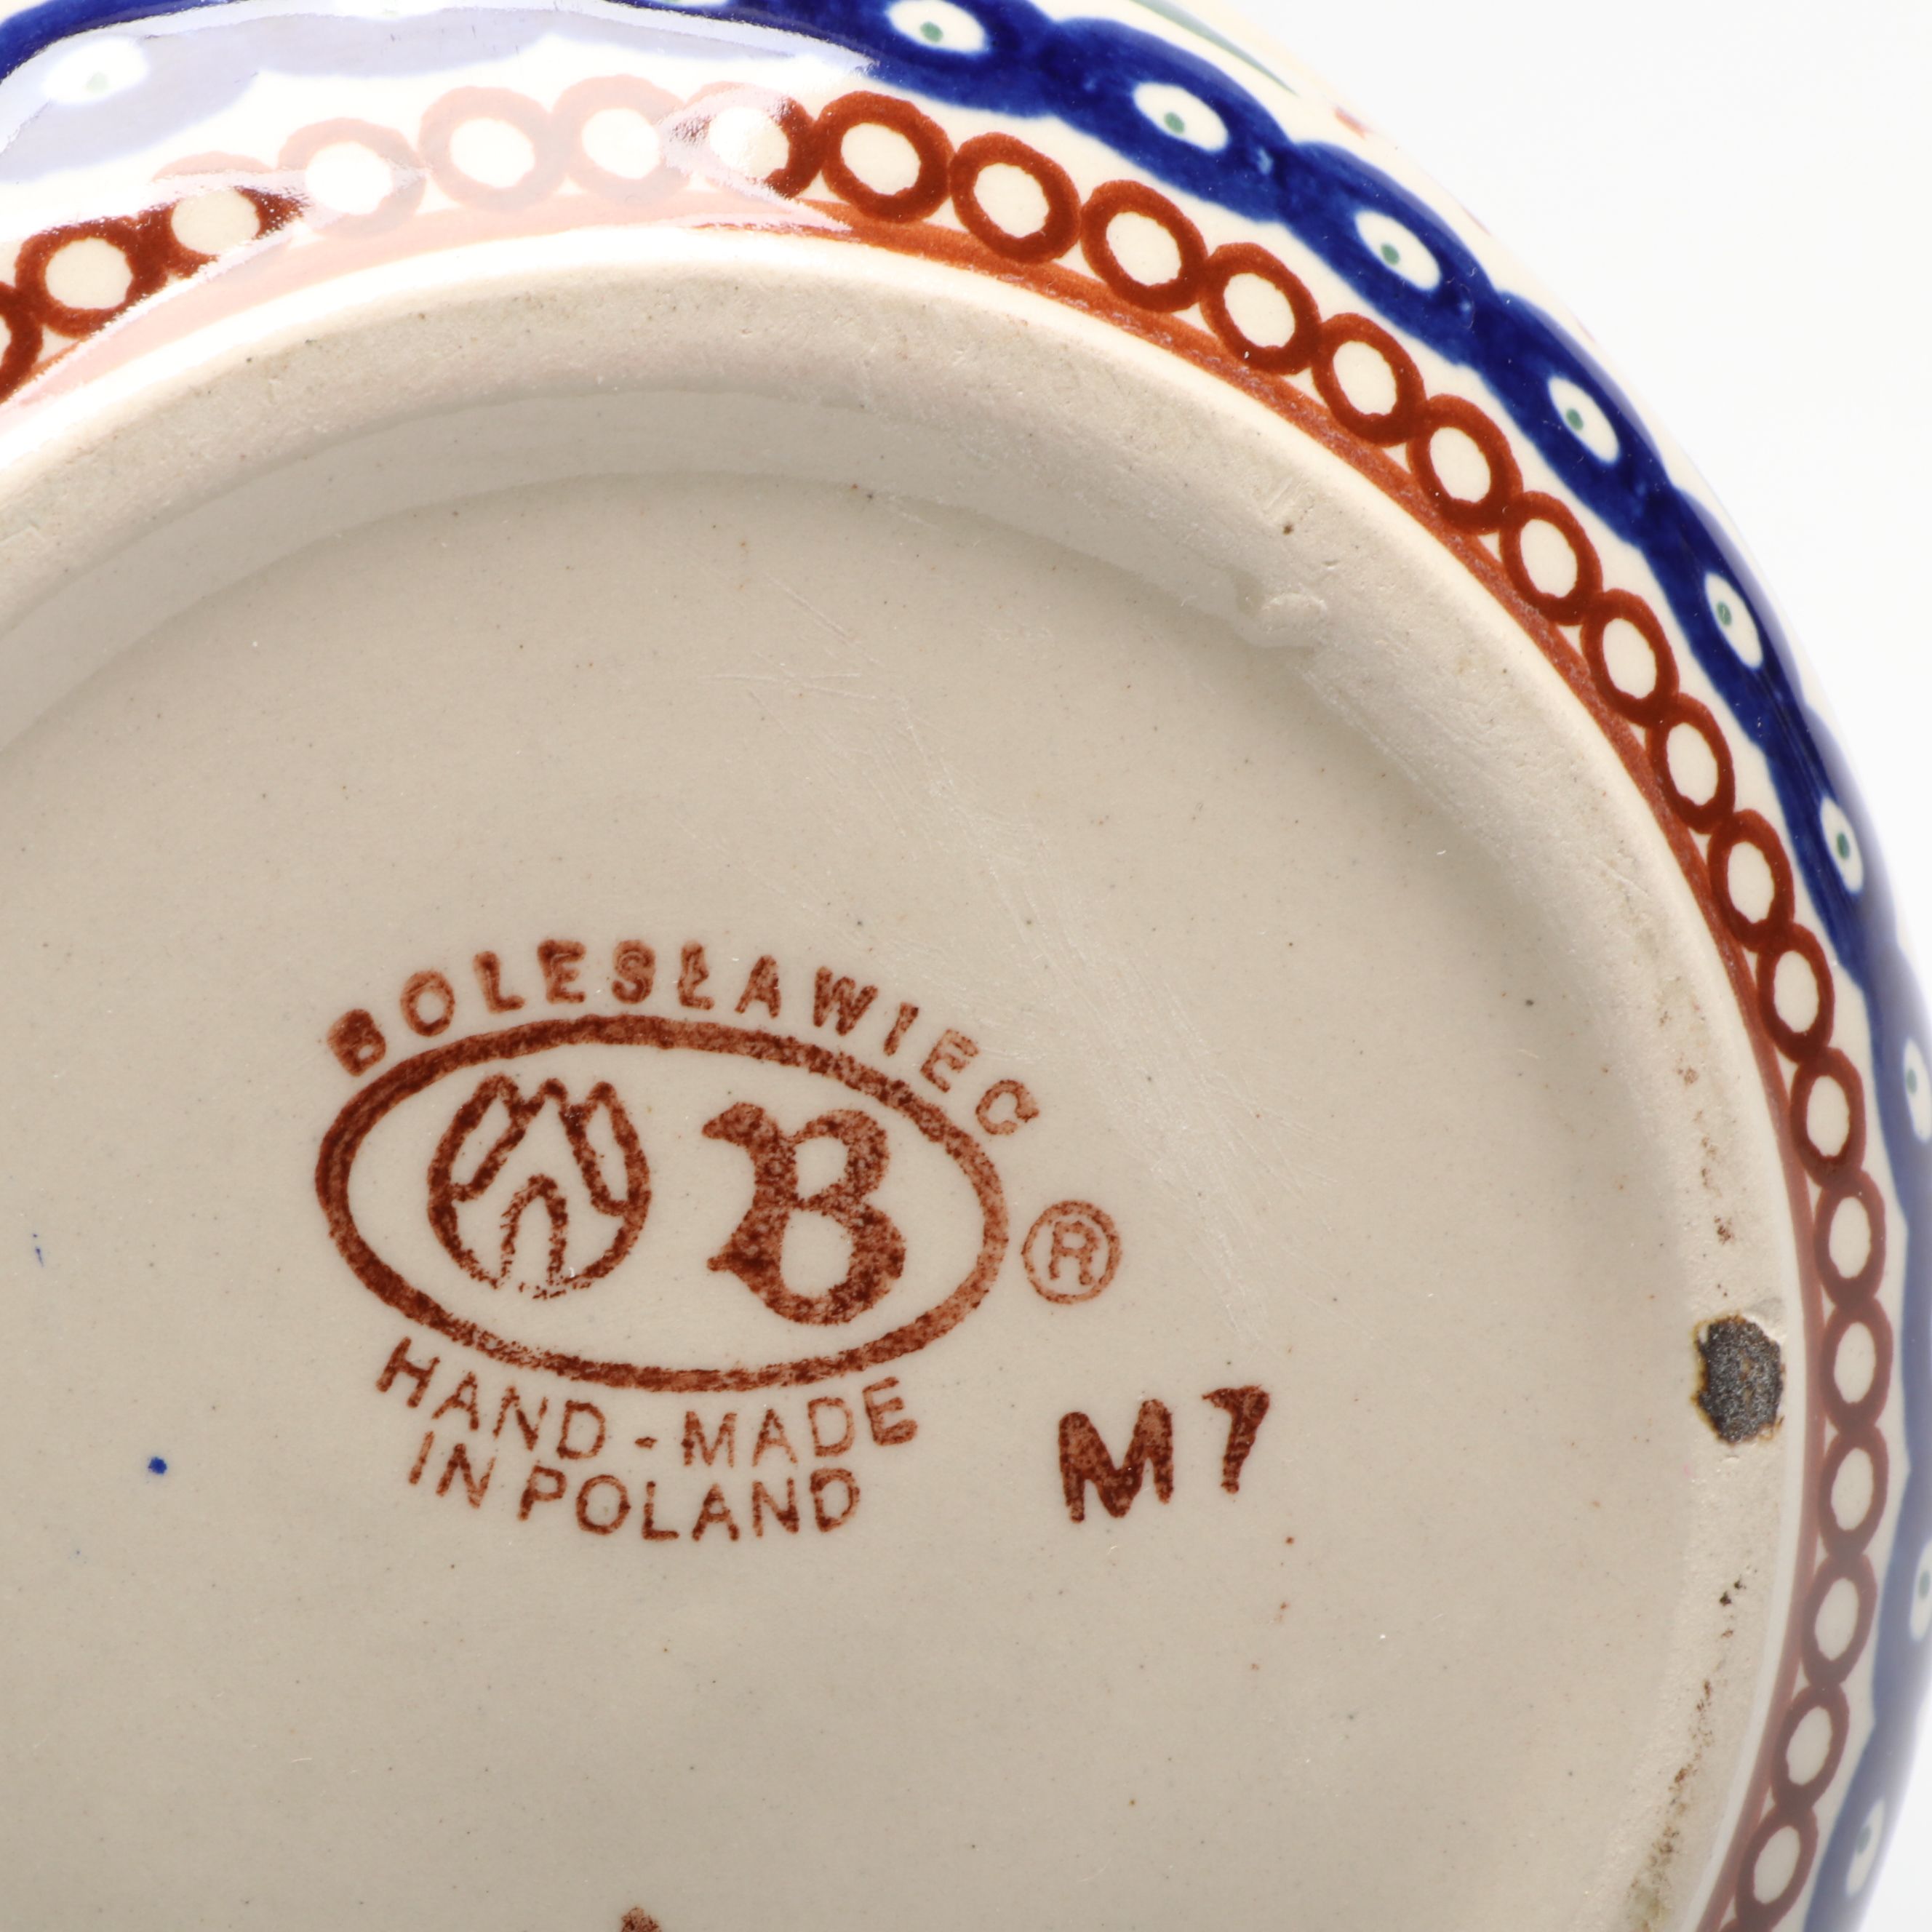 BOLESŁAWIEC
B ®
HAND-MADE
IN POLAND
M7